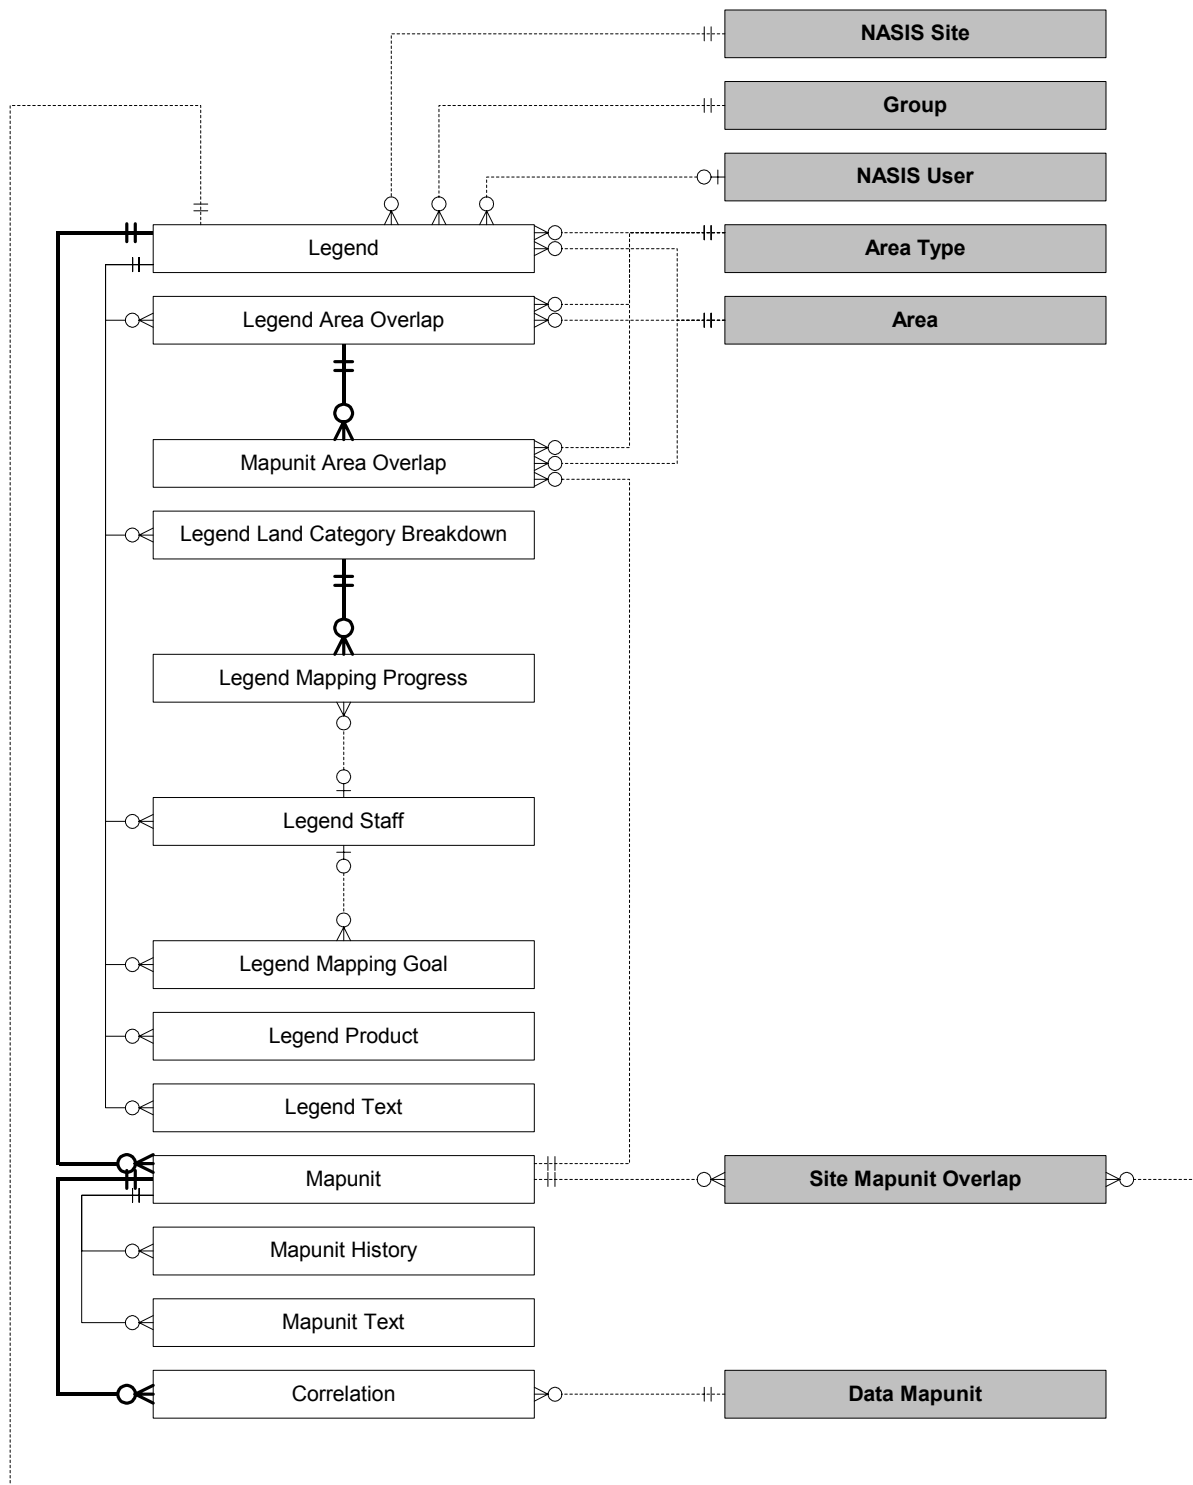 NASIS Site
Group
NASIS User
Legend
Area Type
Legend Area Overlap
Area
Mapunit Area Overlap
Legend Land Category Breakdown
Legend Mapping Progress
Legend Staff
Legend Mapping Goal
Legend Product
Legend Text
Mapunit
Site Mapunit Overlap
Mapunit History
Mapunit Text
Correlation
Data Mapunit